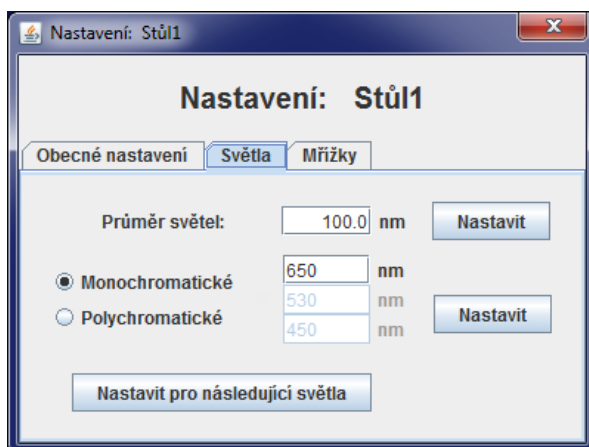 Nastavení: Stůl1
x
Nastavení: Stůl1
Obecné nastavení Světla Mřížky
Průměr světel: 100.0 nm Nastavit
650 nm
Monochromatické
530 nm
Polychromatické
450 nm
Nastavit
Nastavit pro následující světla